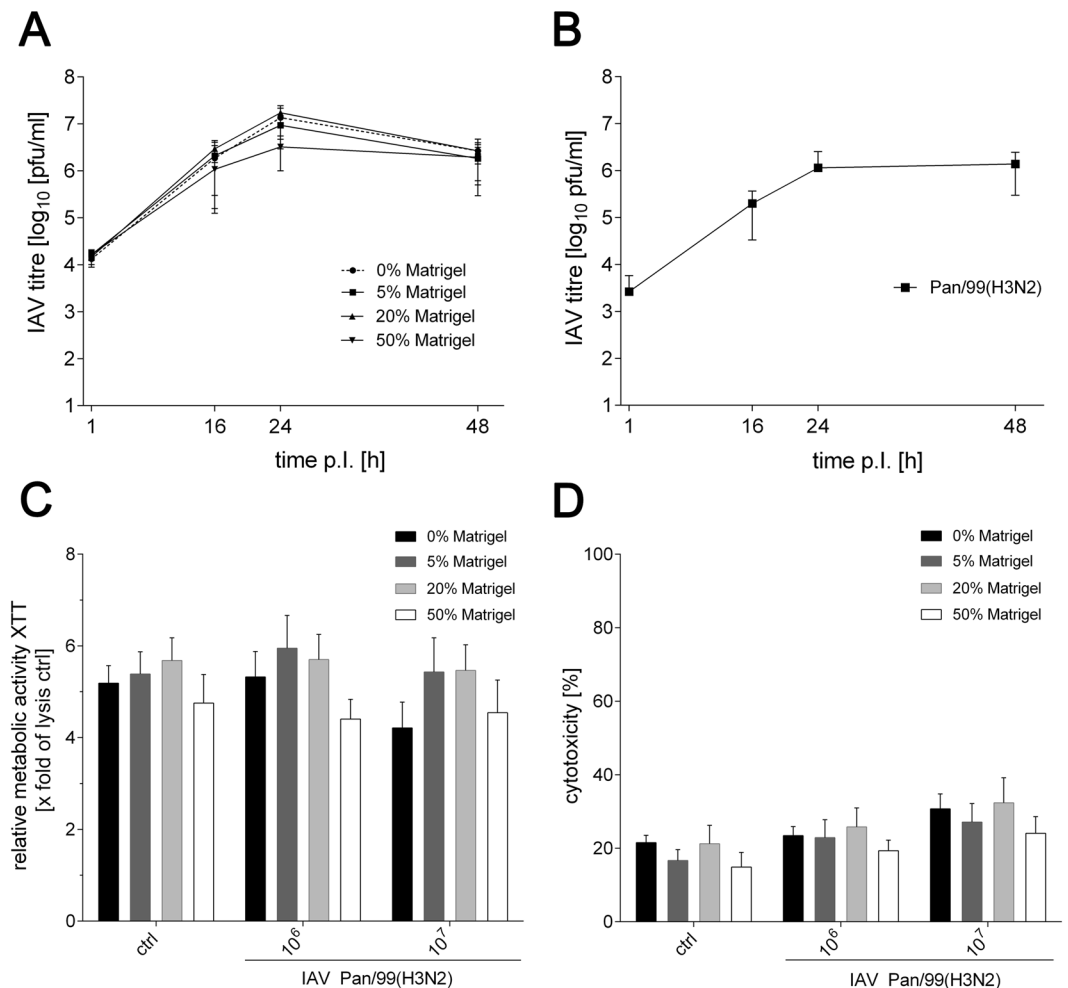 A
8
7
6
5
4
3
2
1
IAV titre [log10 [pfu/ml]
0% Matrigel
5% Matrigel
20% Matrigel
50% Matrigel
1 16 24 48
time p.I. [h]
B
8
7
6
5
4
3
2
1
IAV titre [log10 pfu/ml]
Pan/99(H3N2)
1 16 24 48
time p.I. [h]
C
8
6
4
2
0
relative metabolic activity XTT
[x fold of lysis ctrl]
0% Matrigel
5% Matrigel
20% Matrigel
50% Matrigel
ctrl 10^6 10^7
IAV Pan/99(H3N2)
D
100
80
60
40
20
0
cytotoxicity [%]
0% Matrigel
5% Matrigel
20% Matrigel
50% Matrigel
ctrl 10^6 10^7
IAV Pan/99(H3N2)